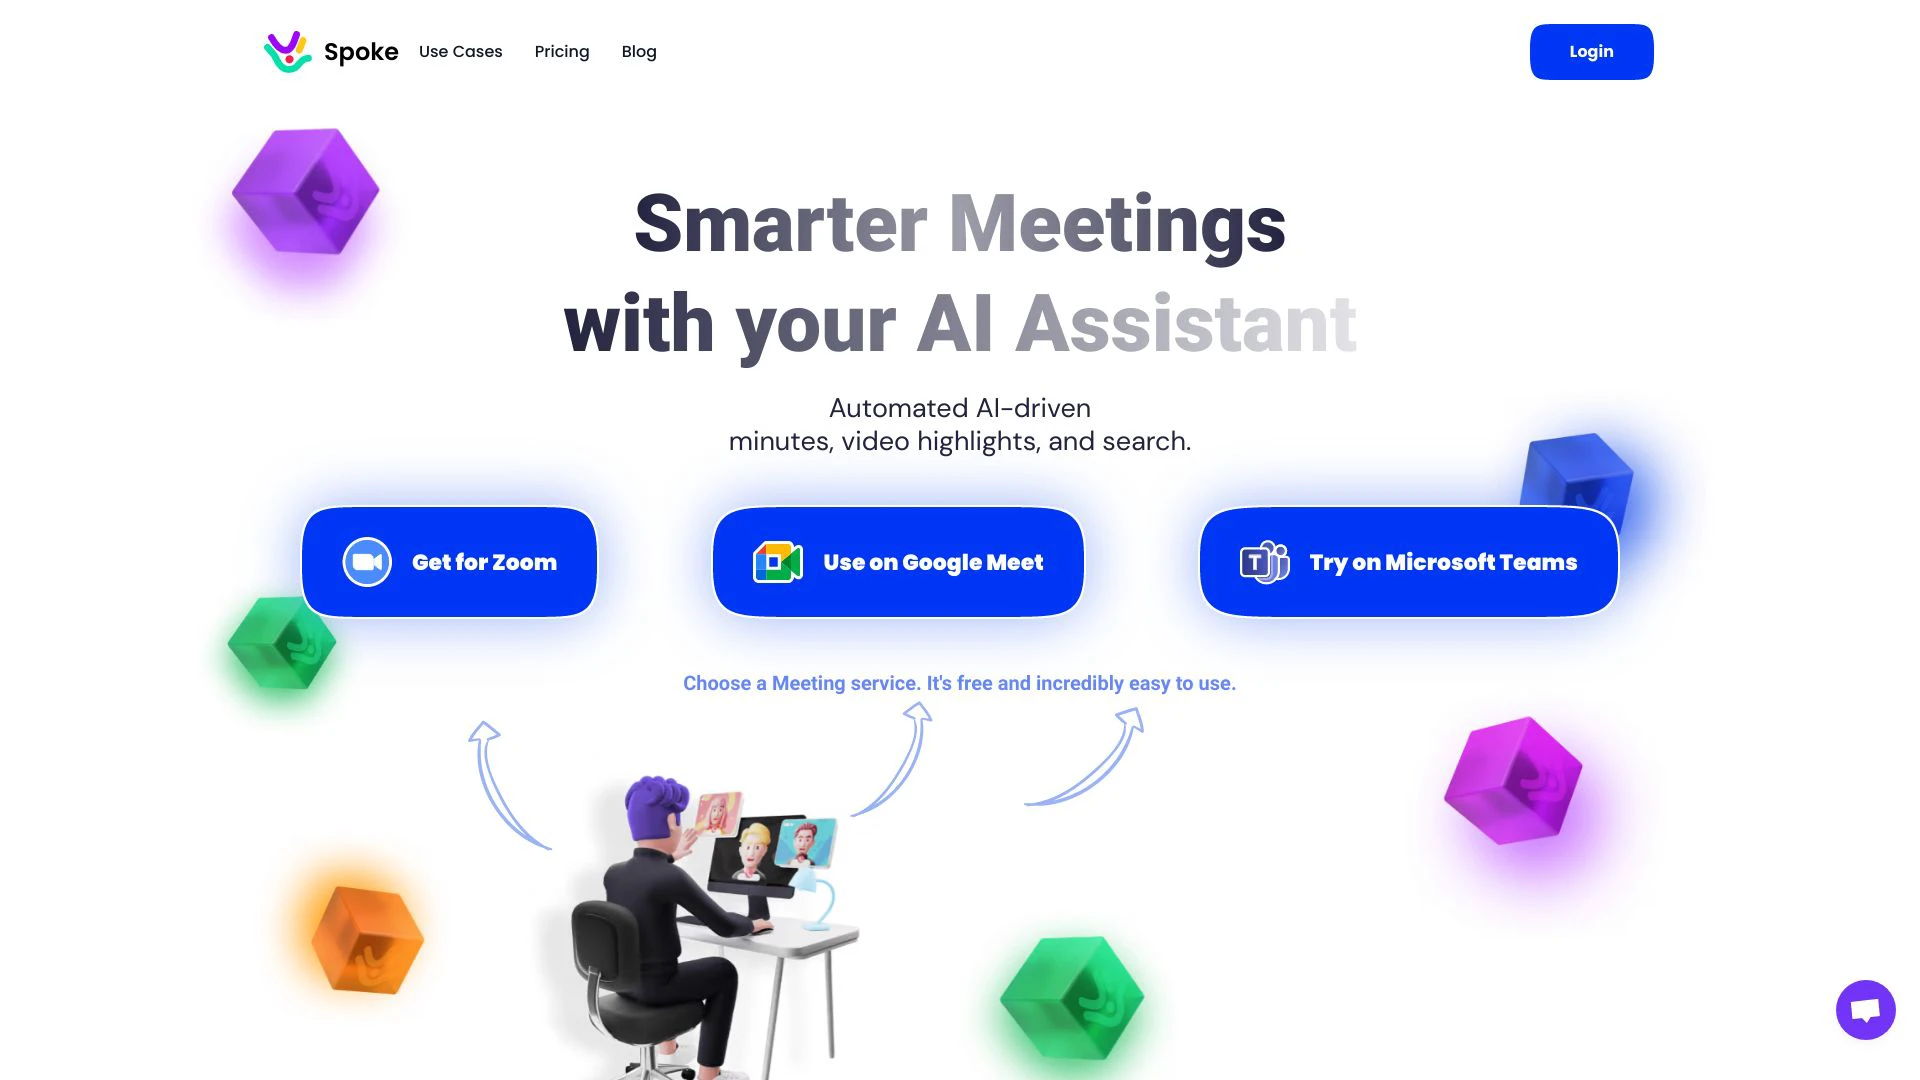 Spoke
Use Cases
Pricing
Blog
Login
Smarter Meetings
with your AI Assistant
Automated AI-driven
minutes, video highlights, and search.
Get for Zoom
Use on Google Meet
T
Try on Microsoft Teams
Choose a Meeting service. It's free and incredibly easy to use.